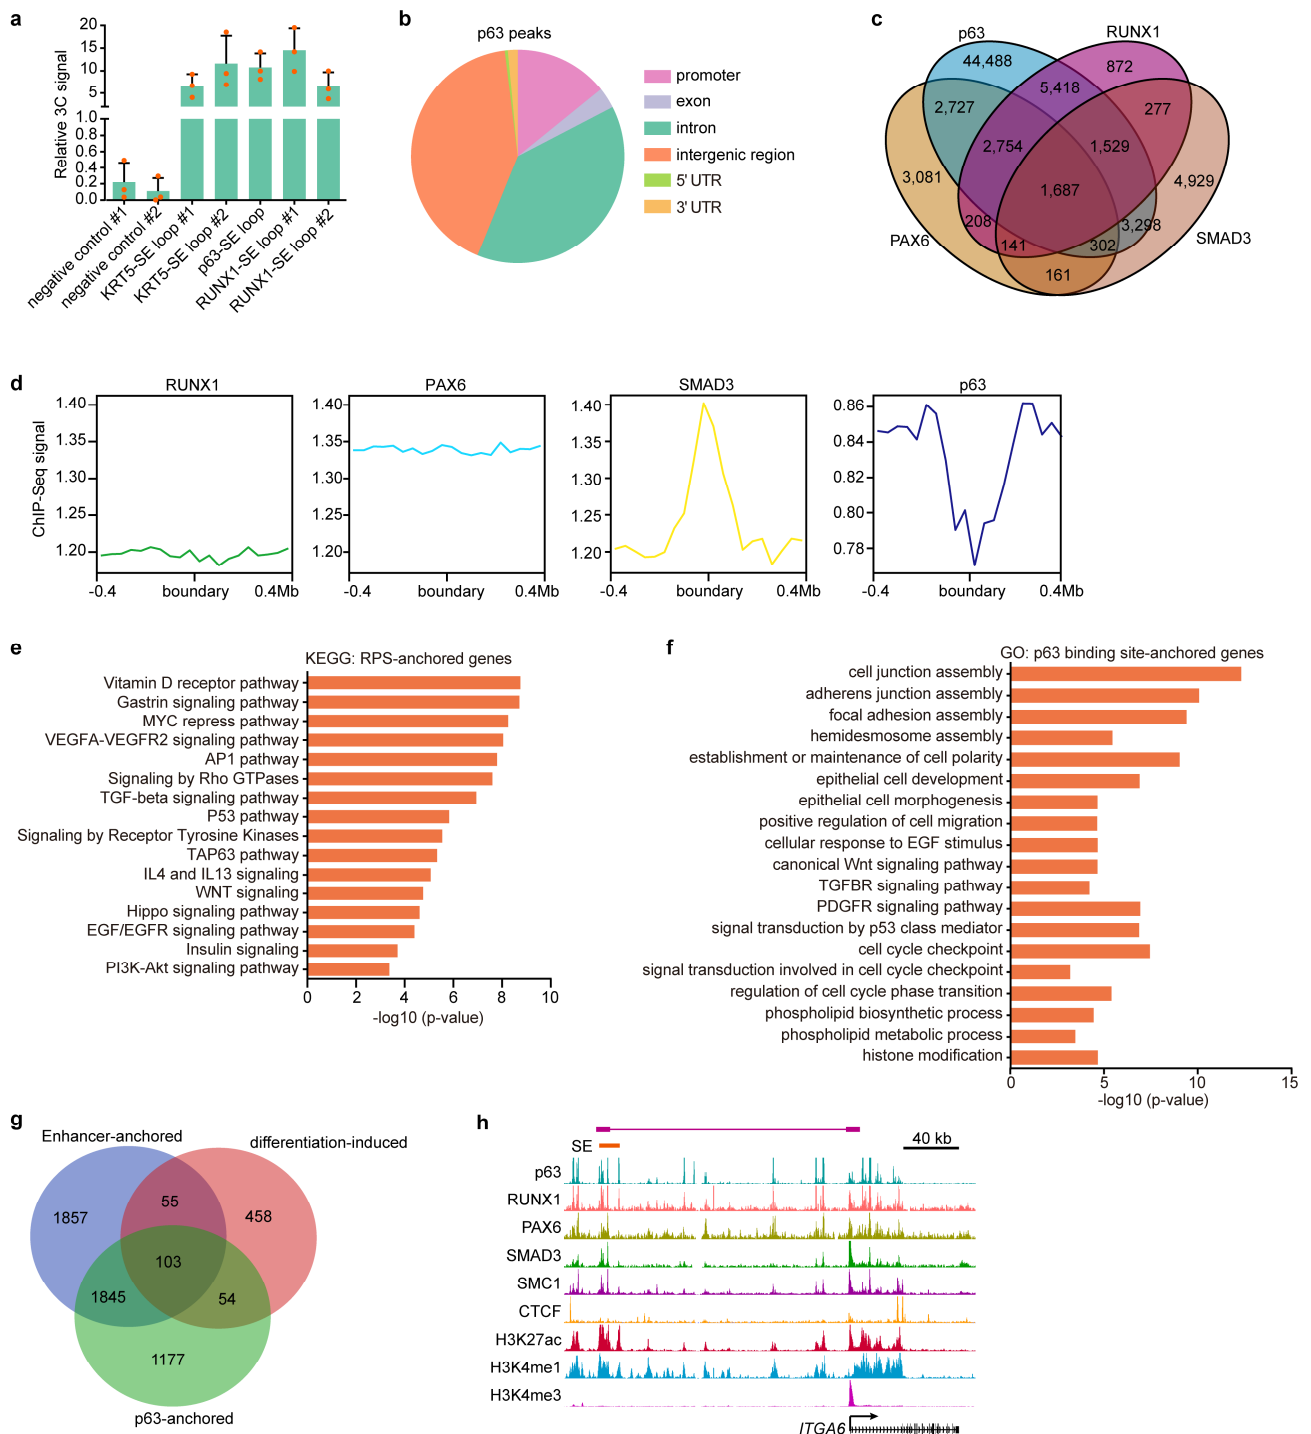 a
Relative 3C signal
20
15
10
5
1.0
0.8
0.6
0.4
0.2
0.0
negative control #1
negative control #2
KRT5-SE loop #1
KRT5-SE loop #2
p63-SE loop
RUNX1-SE loop #1
RUNX1-SE loop #2
b
p63 peaks
promoter
exon
intron
intergenic region
5' UTR
3' UTR
c
p63
RUNX1
PAX6
SMAD3
44,488
872
5,418
2,727
277
2,754
1,529
3,081
1,687
4,929
208
3,298
141
302
161
d
ChIP-Seq signal
RUNX1
1.40
1.35
1.30
1.25
1.20
-0.4
boundary
0.4Mb
PAX6
1.40
1.35
1.30
1.25
1.20
-0.4
boundary
0.4Mb
SMAD3
1.40
1.35
1.30
1.25
1.20
-0.4
boundary
0.4Mb
p63
0.86
0.84
0.82
0.80
0.78
-0.4
boundary
0.4Mb
e
KEGG: RPS-anchored genes
Vitamin D receptor pathway
Gastrin signaling pathway
MYC repress pathway
VEGFA-VEGFR2 signaling pathway
AP1 pathway
Signaling by Rho GTPases
TGF-beta signaling pathway
P53 pathway
Signaling by Receptor Tyrosine Kinases
TAP63 pathway
IL4 and IL13 signaling
WNT signaling
Hippo signaling pathway
EGF/EGFR signaling pathway
Insulin signaling
PI3K-Akt signaling pathway
0 2 4 6 8 10
-log10 (p-value)
f
GO: p63 binding site-anchored genes
cell junction assembly
adherens junction assembly
focal adhesion assembly
hemidesmosome assembly
establishment or maintenance of cell polarity
epithelial cell development
epithelial cell morphogenesis
positive regulation of cell migration
cellular response to EGF stimulus
canonical Wnt signaling pathway
TGFBR signaling pathway
PDGFR signaling pathway
signal transduction by p53 class mediator
cell cycle checkpoint
signal transduction involved in cell cycle checkpoint
regulation of cell cycle phase transition
phospholipid biosynthetic process
phospholipid metabolic process
histone modification
0 5 10 15
-log10 (p-value)
g
Enhancer-anchored
differentiation-induced
1857
55
458
103
1845
54
1177
p63-anchored
h
SE
40 kb
p63
RUNX1
PAX6
SMAD3
SMC1
CTCF
H3K27ac
H3K4me1
H3K4me3
ITGA6